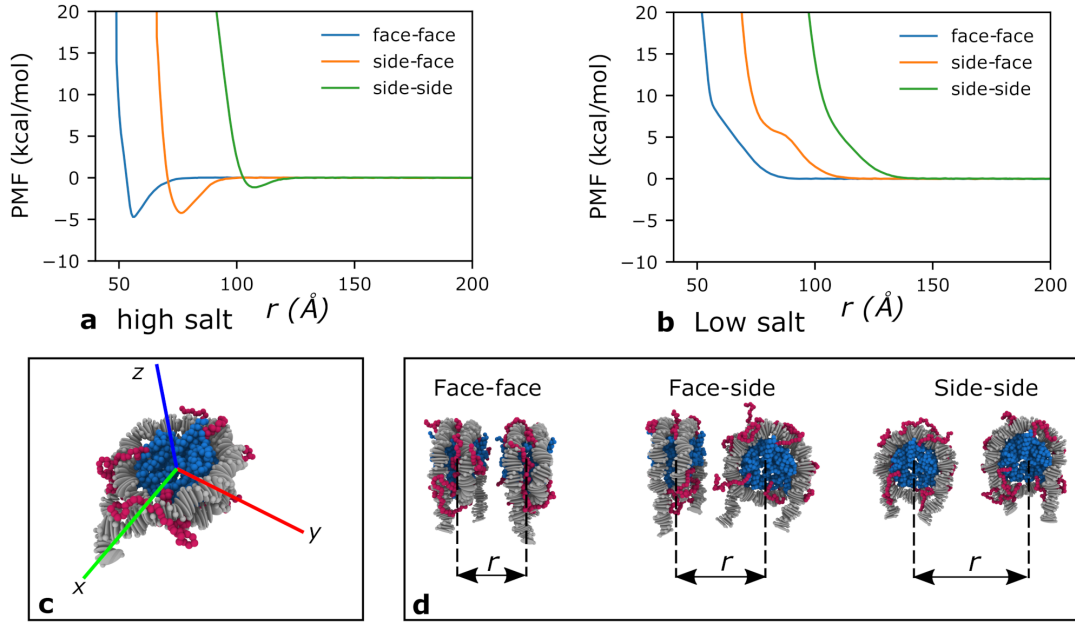 20
15
10
5
0
−5
−10
PMF (kcal/mol)
face-face
side-face
side-side
50
100
150
200
r (Å)
a high salt
20
15
10
5
0
−5
−10
PMF (kcal/mol)
face-face
side-face
side-side
50
100
150
200
r (Å)
b Low salt
z
y
x
c
Face-face
Face-side
Side-side
r
r
r
d